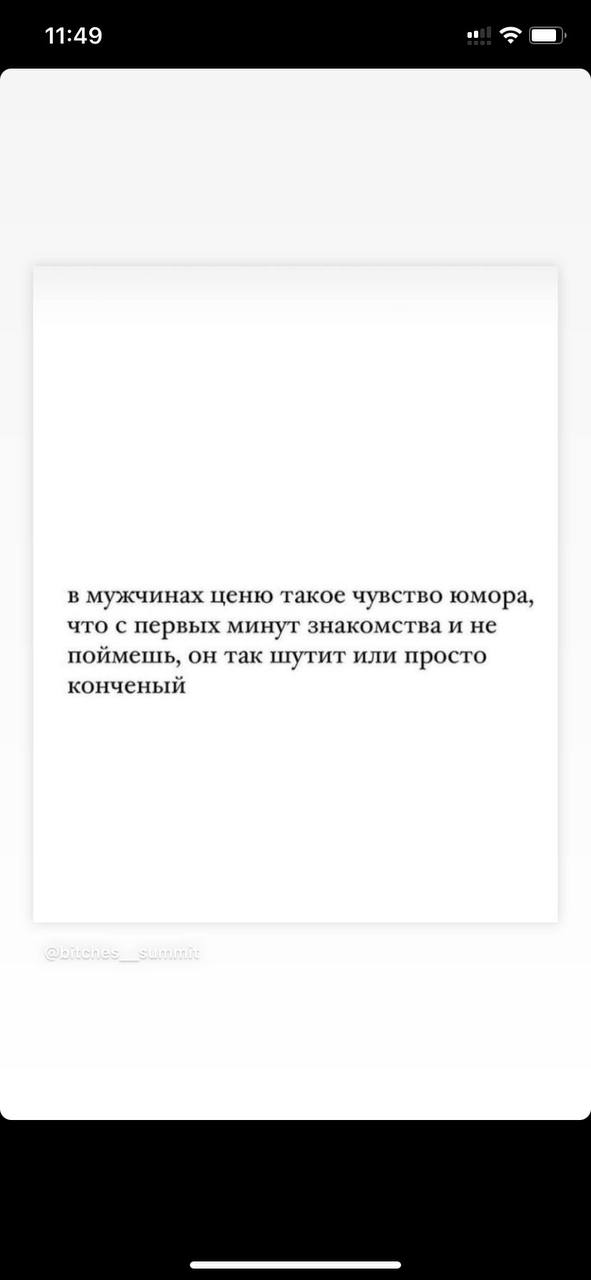 11:49
в мужчинах ценю такое чувство юмора,
что с первых минут знакомства и не
поймешь, он так шутит или просто
конченый
@bitches__summit